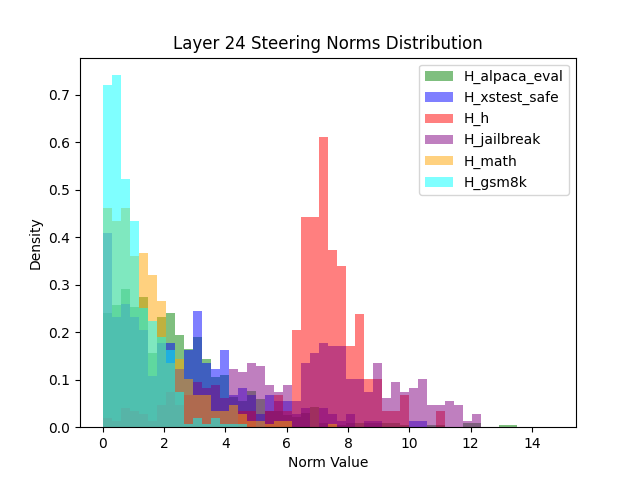 Layer 24 Steering Norms Distribution
H_alpaca_eval
H_xstest_safe
H_h
H_jailbreak
H_math
H_gsm8k
Density
0.7
0.6
0.5
0.4
0.3
0.2
0.1
0.0
0 2 4 6 8 10 12 14
Norm Value